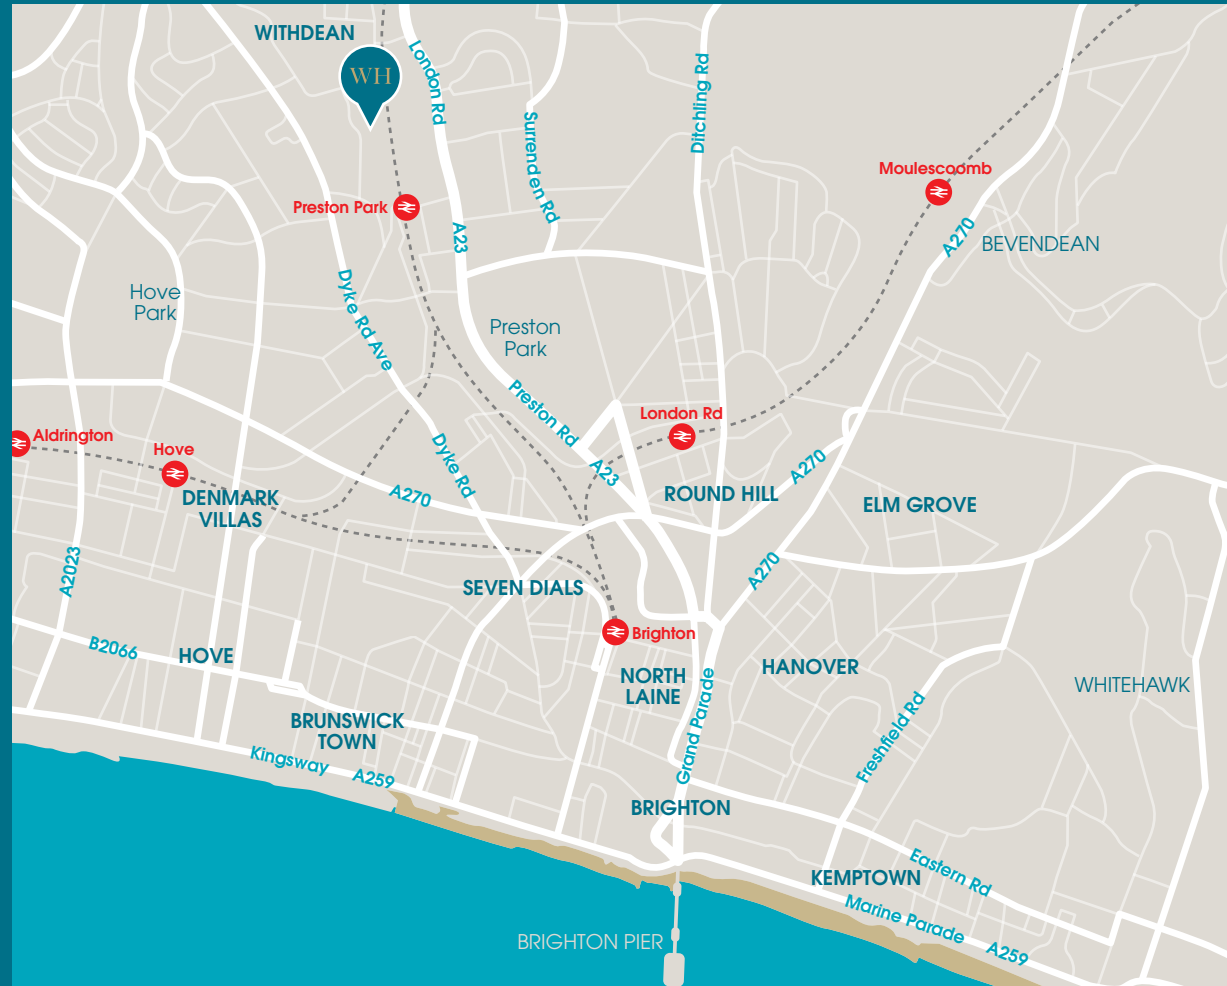 WITHDEAN
WH
London Rd
Surrenden Rd
Ditchling Rd
Moulescoomb
Preston Park
A23
A270
BEVENDEAN
Hove
Park
Dyke Rd Ave
Preston
Park
Preston Rd
London Rd
Aldrington
Hove
Dyke Rd
A23
A270
ROUND HILL
A270
ELM GROVE
DENMARK
VILLAS
A2023
SEVEN DIALS
A270
Brighton
B2066
HOVE
NORTH
LAINE
HANOVER
WHITEHAWK
Grand Parade
Freshfield Rd
BRUNSWICK
TOWN
Kingsway
A259
BRIGHTON
Eastern Rd
KEMPTOWN
Marine Parade
A259
BRIGHTON PIER